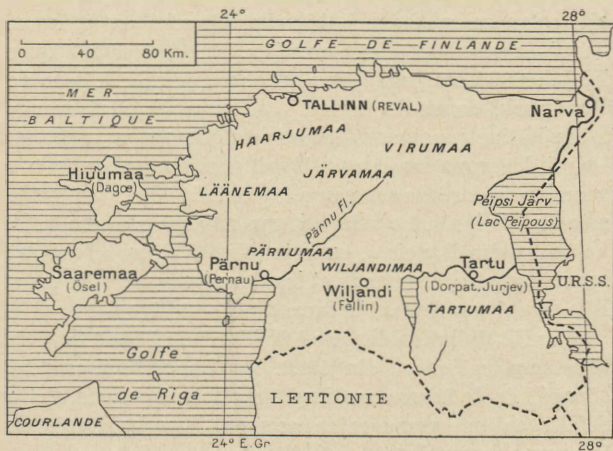 24°
28°
0 40 80 Km.
GOLFE DE FINLANDE
MER
BALTIQUE
TALLINN (REVAL)
Narva
HAARJUMAA
VIRUMAA
Hiuumaa
(Dagœ)
LÄÄNEMAA
JÄRVAMAA
Peipsi Järv
(Lac Peipous)
Pärnu Fl.
PÄRNUMAA
Saaremaa
(Ösel)
Pärnu
(Pernau)
WILJANDIMAA
Wiljandi
(Fellin)
Tartu
(Dorpat, Jurjev)
U.R.S.S.
TARTUMAA
Golfe
de Riga
LETTONIE
COURLANDE
24° E.Gr
28°